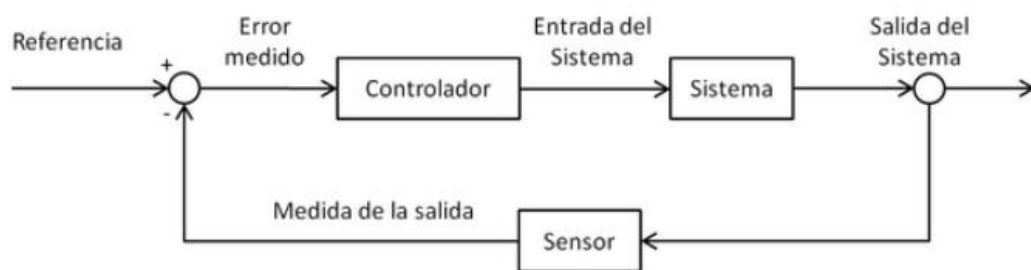 Referencia
Error
medido
Entrada del
Sistema
Salida del
Sistema
+
Controlador
Sistema
-
Medida de la salida
Sensor